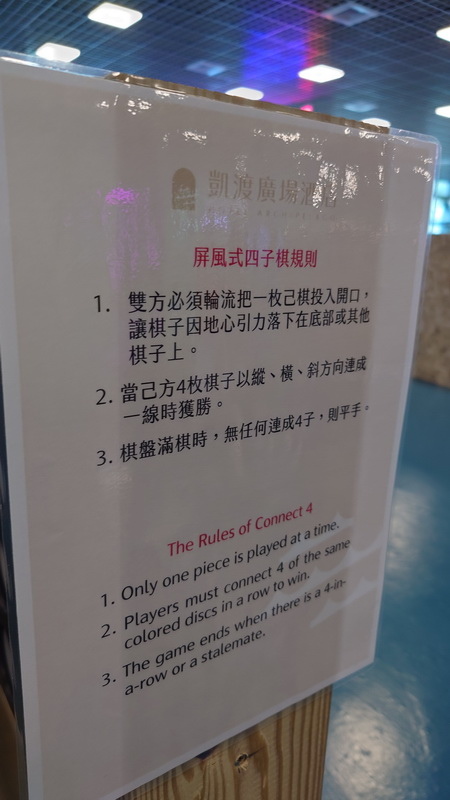 凱渡廣場酒店
屏風式四子棋規則
1. 雙方必須輪流把一枚己棋投入開口，
讓棋子因地心引力落下在底部或其他
棋子上。
2. 當己方4枚棋子以縱、橫、斜方向連成
一線時獲勝。
3. 棋盤滿棋時，無任何連成4子，則平手。
The Rules of Connect 4
1. Only one piece is played at a time.
2. Players must connect 4 of the same
colored discs in a row to win.
3. The game ends when there is a 4-in-
a-row or a stalemate.